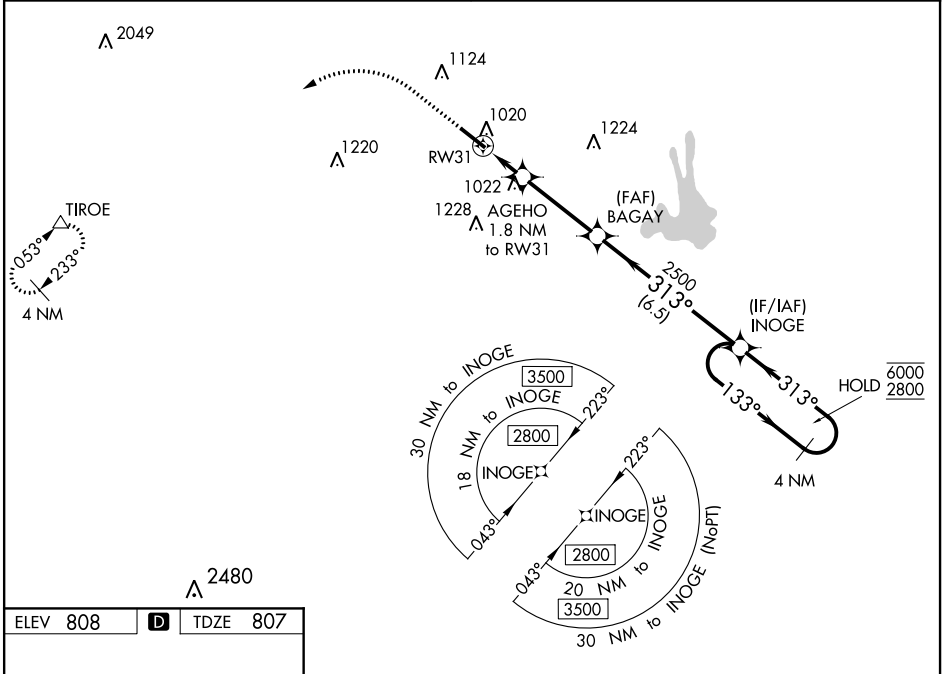 2049
1124
1020
1224
RW31
1220
1022
(FAF)
BAGAY
TIROE
1228
AGEHO
1.8 NM
to RW31
053°
233°
4 NM
2500
313°
(6.5)
(IF/IAF)
INOGE
6000
2800
HOLD
313°
133°
4 NM
30 NM to INOGE
3500
223°
18 NM to INOGE
2800
INOGE
043°
223°
INOGE
2800
043°
20 NM to INOGE
3500
30 NM to INOGE (NoPT)
2480
ELEV 808 D TDZE 807